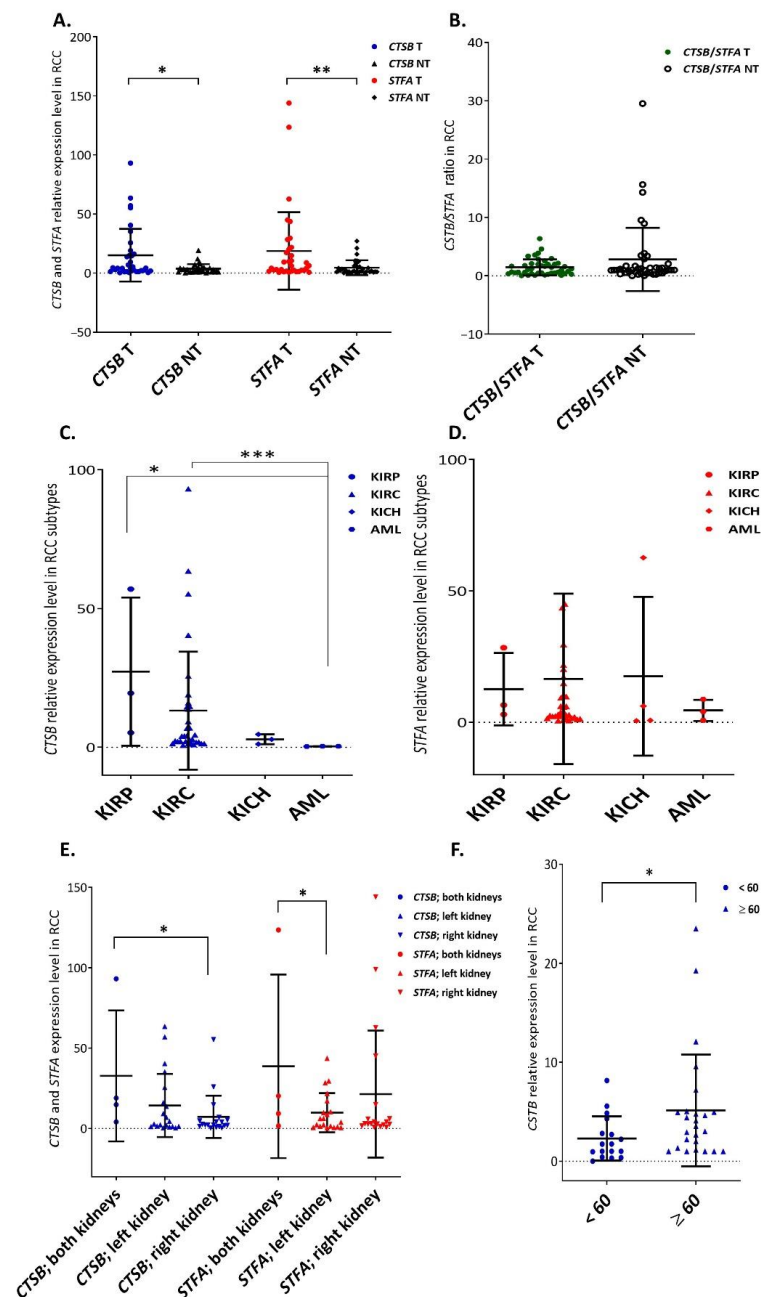 A.
CTSB and STFA relative expession level in RCC
200
150
100
50
0
−50
*
**
CTSB T
CTSB NT
STFA T
STFA NT
CTSB T
CTSB NT
STFA T
STFA NT
B.
CSTB/STFA ratio in RCC
40
30
20
10
0
−10
CTSB/STFA T
CTSB/STFA NT
CTSB/STFA T
CTSB/STFA NT
C.
CTSB relative expression level in RCC subtypes
100
50
0
*
***
KIRP
KIRC
KICH
AML
KIRP
KIRC
KICH
AML
D.
STFA relative expression level in RCC subtypes
100
50
0
KIRP
KIRC
KICH
AML
KIRP
KIRC
KICH
AML
E.
CTSB and STFA expression level in RCC
150
100
50
0
*
*
CTSB; both kidneys
CTSB; left kidney
CTSB; right kidney
STFA; both kidneys
STFA; left kidney
STFA; right kidney
CTSB; both kidneys
CTSB; left kidney
CTSB; right kidney
STFA; both kidneys
STFA; left kidney
STFA; right kidney
F.
CSTB relative expression level in RCC
30
20
10
0
*
< 60
≥ 60
< 60
≥ 60